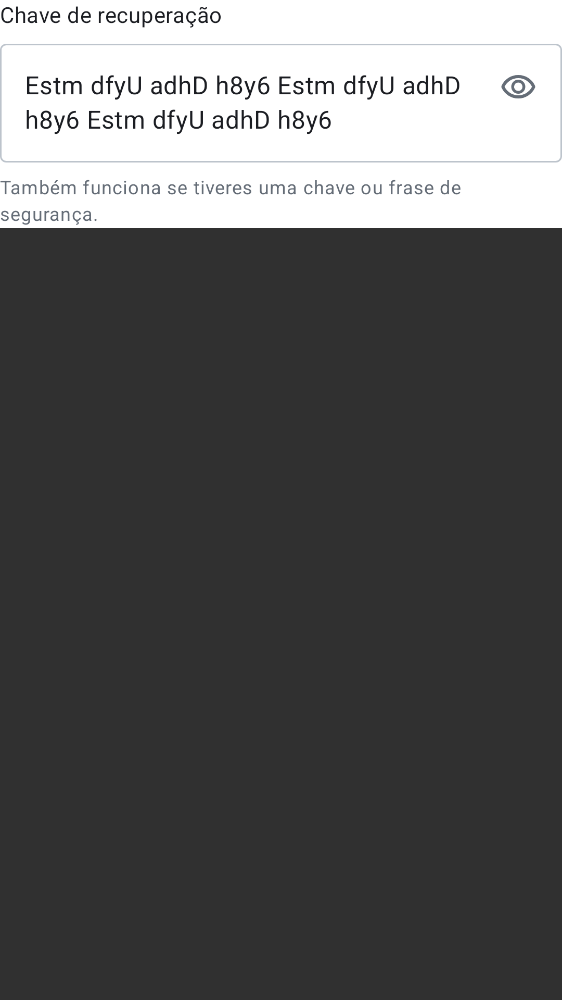 Chave de recuperação
Estm dfyU adhD h8y6 Estm dfyU adhD
h8y6 Estm dfyU adhD h8y6
Também funciona se tiveres uma chave ou frase de
segurança.